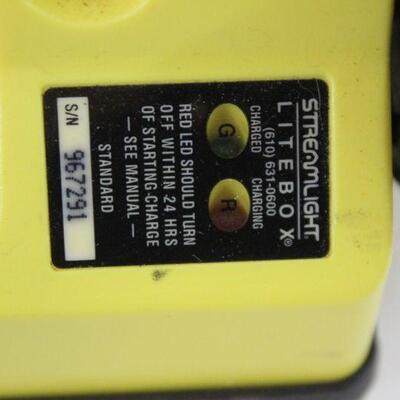 STREAMLIGHT®
LITEBOX®
(610) 631-0600
CHARGED CHARGING
G R
RED LED SHOULD TURN
OFF WITHIN 24 HRS
OF STARTING-CHARGE
— SEE MANUAL —
STANDARD
S/N 967291